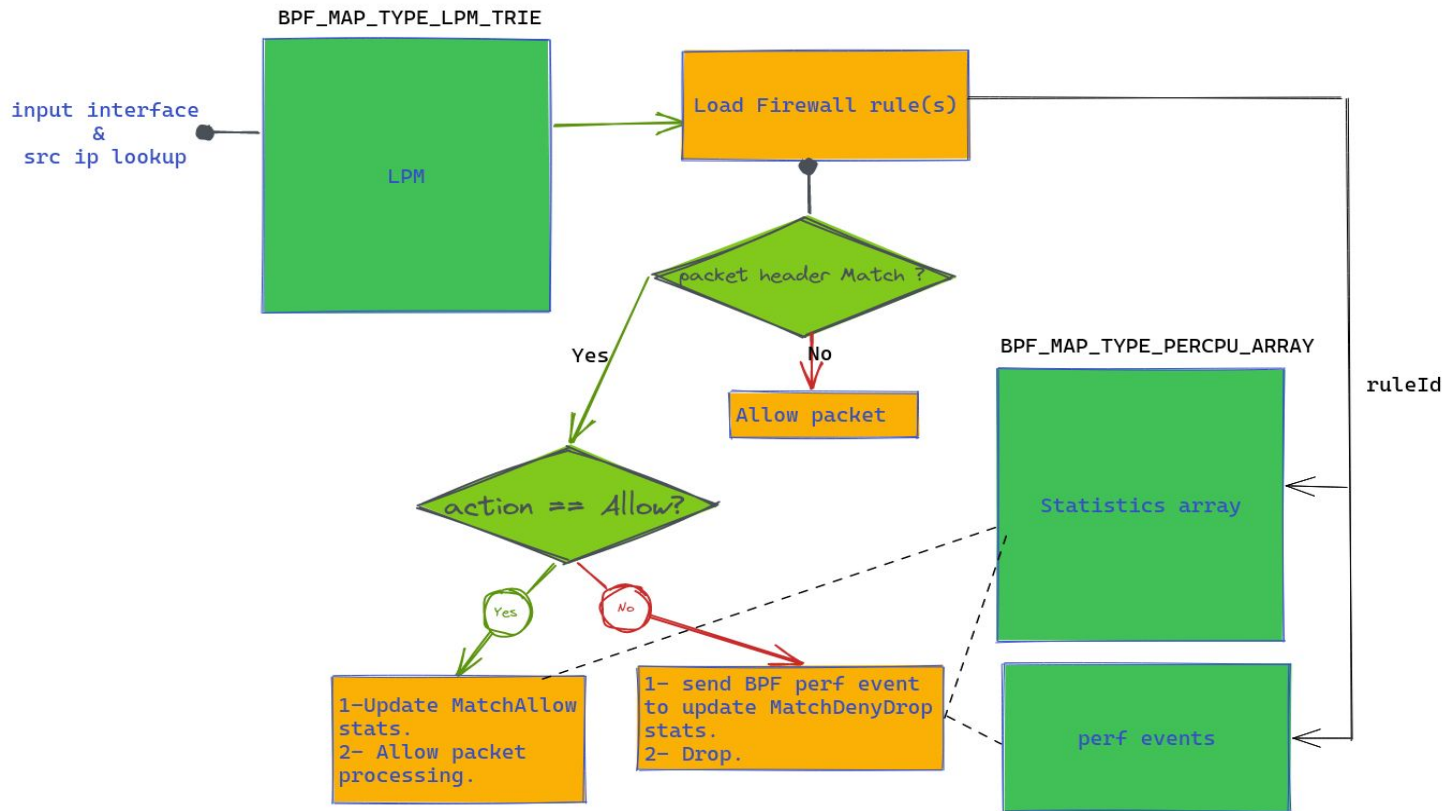 BPF_MAP_TYPE_LPM_TRIE
input interface
&
src ip lookup
LPM
Load Firewall rule(s)
packet header Match ?
Yes
No
Allow packet
BPF_MAP_TYPE_PERCPU_ARRAY
ruleId
Statistics array
action == Allow?
Yes
No
1-Update MatchAllow
stats.
2- Allow packet
processing.
1- send BPF perf event
to update MatchDenyDrop
stats.
2- Drop.
perf events